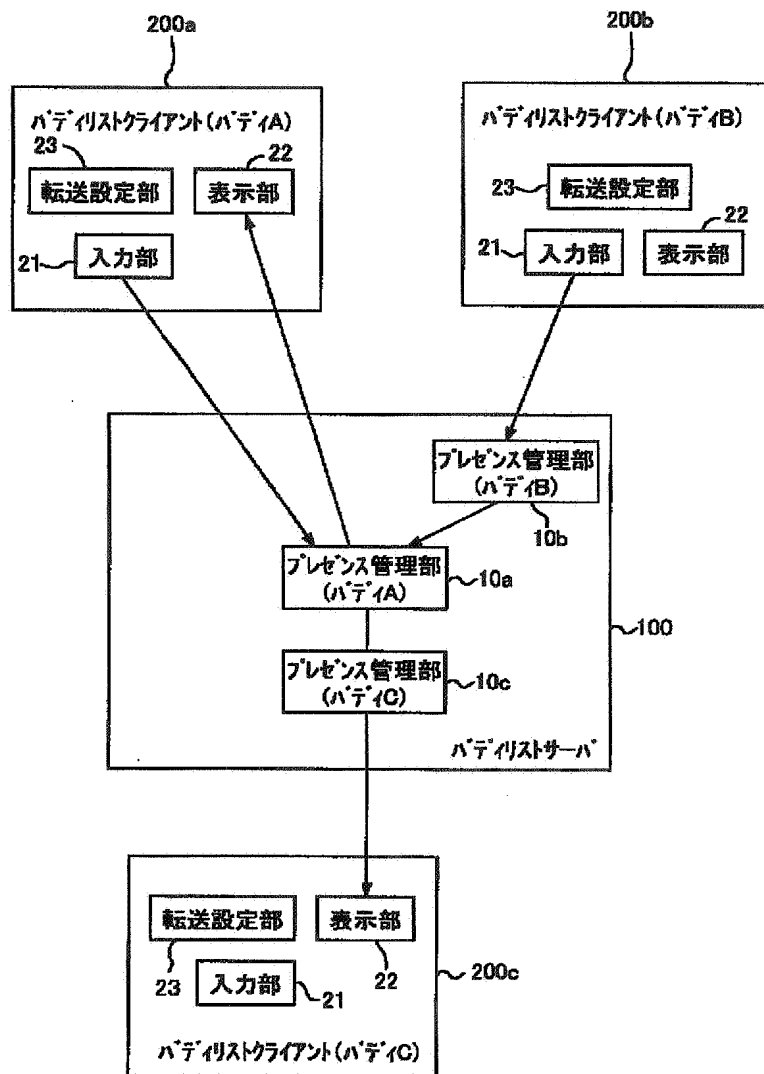 200a
200b
バディリストクライアント(バディA)
23
22
転送設定部
表示部
21
入力部
バディリストクライアント(バディB)
23
転送設定部
22
21
入力部
表示部
プレゼンス管理部
(バディB)
10b
プレゼンス管理部
(バディA)
10a
100
プレゼンス管理部
(バディC)
10c
バディリストサーバ
転送設定部
表示部
23
入力部
21
22
200c
バディリストクライアント(バディC)